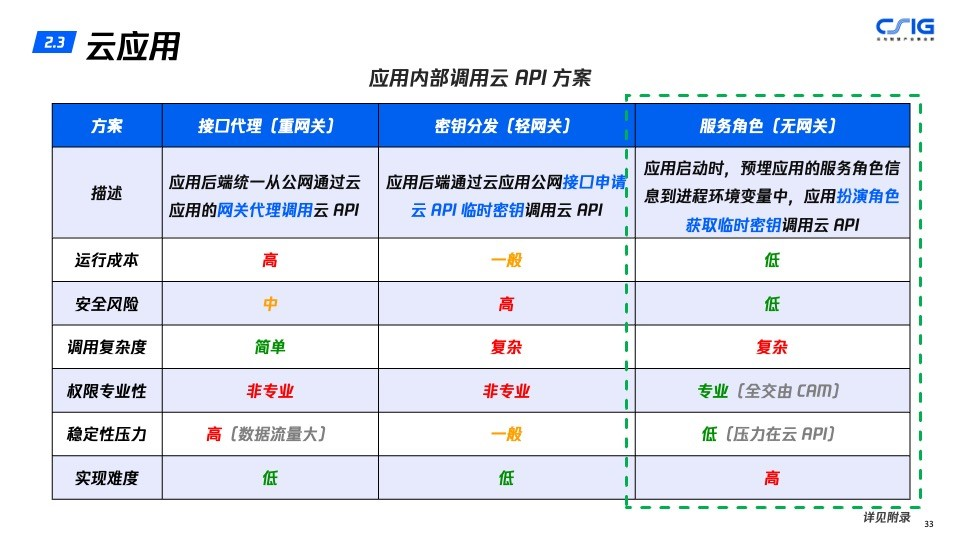 2.3 云应用
CSIG
云与智慧产业事业群
应用内部调用云 API 方案
方案 接口代理（重网关） 密钥分发（轻网关） 服务角色（无网关）
描述
应用后端统一从公网通过云
应用的网关代理调用云 API
应用后端通过云应用公网接口申请
云 API 临时密钥调用云 API
应用启动时，预埋应用的服务角色信
息到进程环境变量中，应用扮演角色
获取临时密钥调用云 API
运行成本 高 一般 低
安全风险 中 高 低
调用复杂度 简单 复杂 复杂
权限专业性 非专业 非专业 专业（全交由 CAM）
稳定性压力 高（数据流量大） 一般 低（压力在云 API）
实现难度 低 低 高
详见附录
33